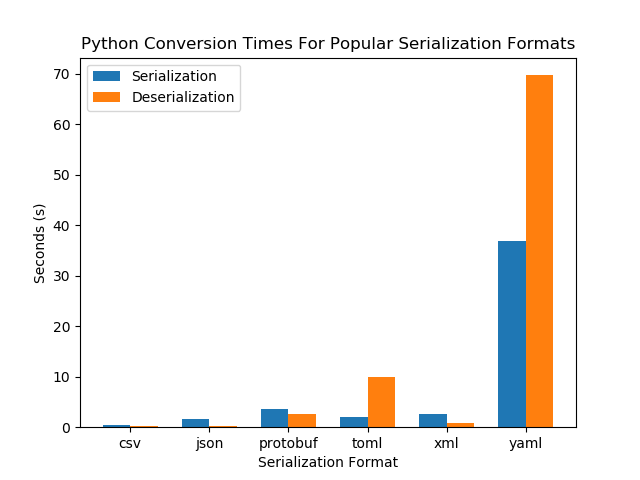 Python Conversion Times For Popular Serialization Formats
Serialization
Deserialization
70
60
50
40
30
20
10
0
Seconds (s)
csv json protobuf toml xml yaml
Serialization Format